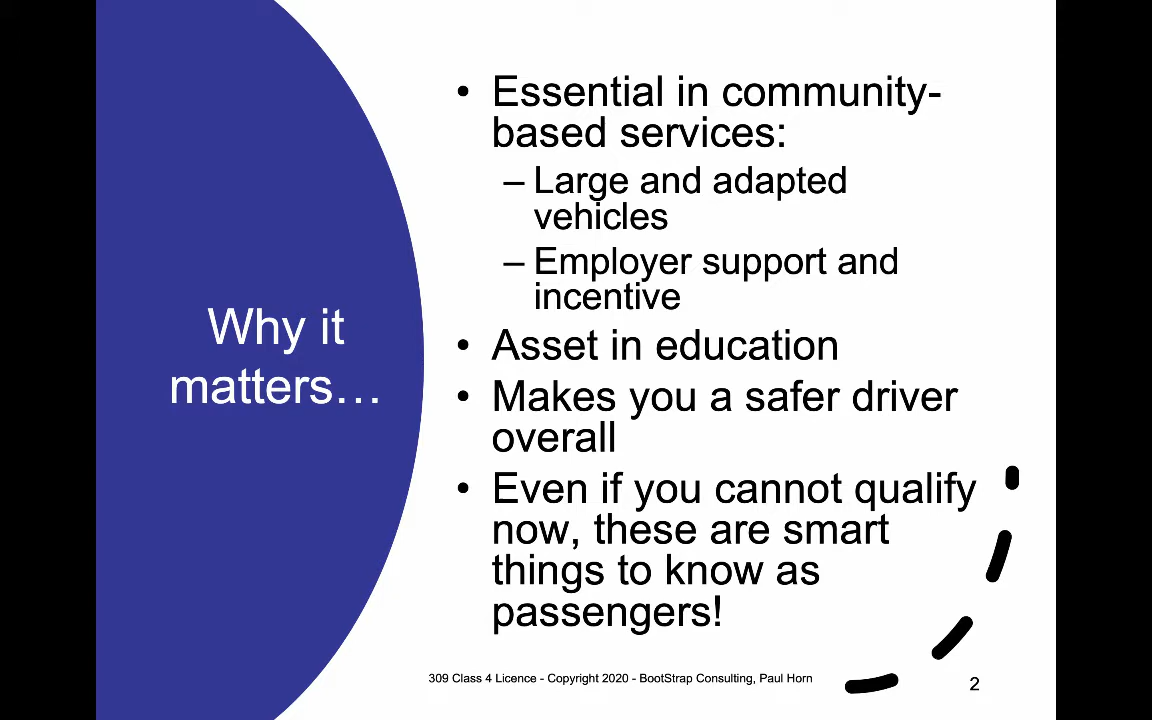 Why it
matters…
• Essential in community-
based services:
– Large and adapted
vehicles
– Employer support and
incentive
• Asset in education
• Makes you a safer driver
overall
• Even if you cannot qualify
now, these are smart
things to know as
passengers!
309 Class 4 Licence - Copyright 2020 - BootStrap Consulting, Paul Horn
2